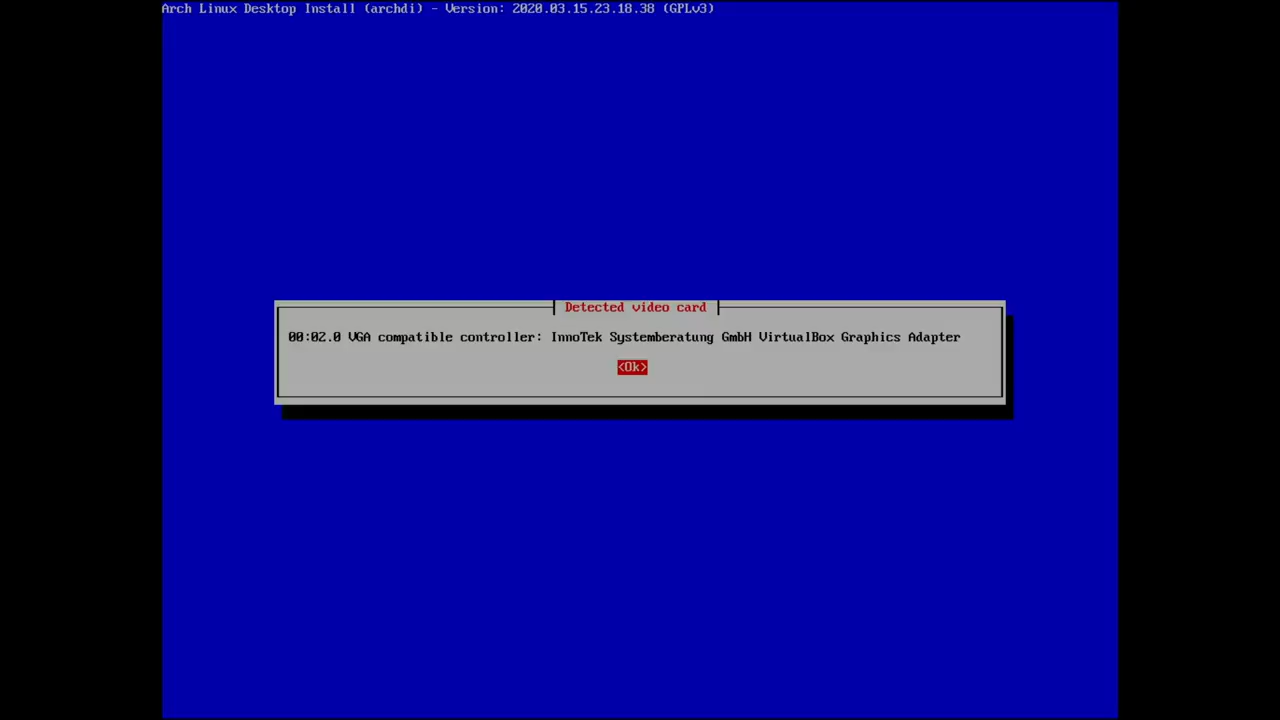 Arch Linux Desktop Install (archdi) - Version: 2020.03.15.23.18.38 (GPLv3)
Detected video card
00:02.0 VGA compatible controller: InnoTek Systemberatung GmbH VirtualBox Graphics Adapter
<Ok>